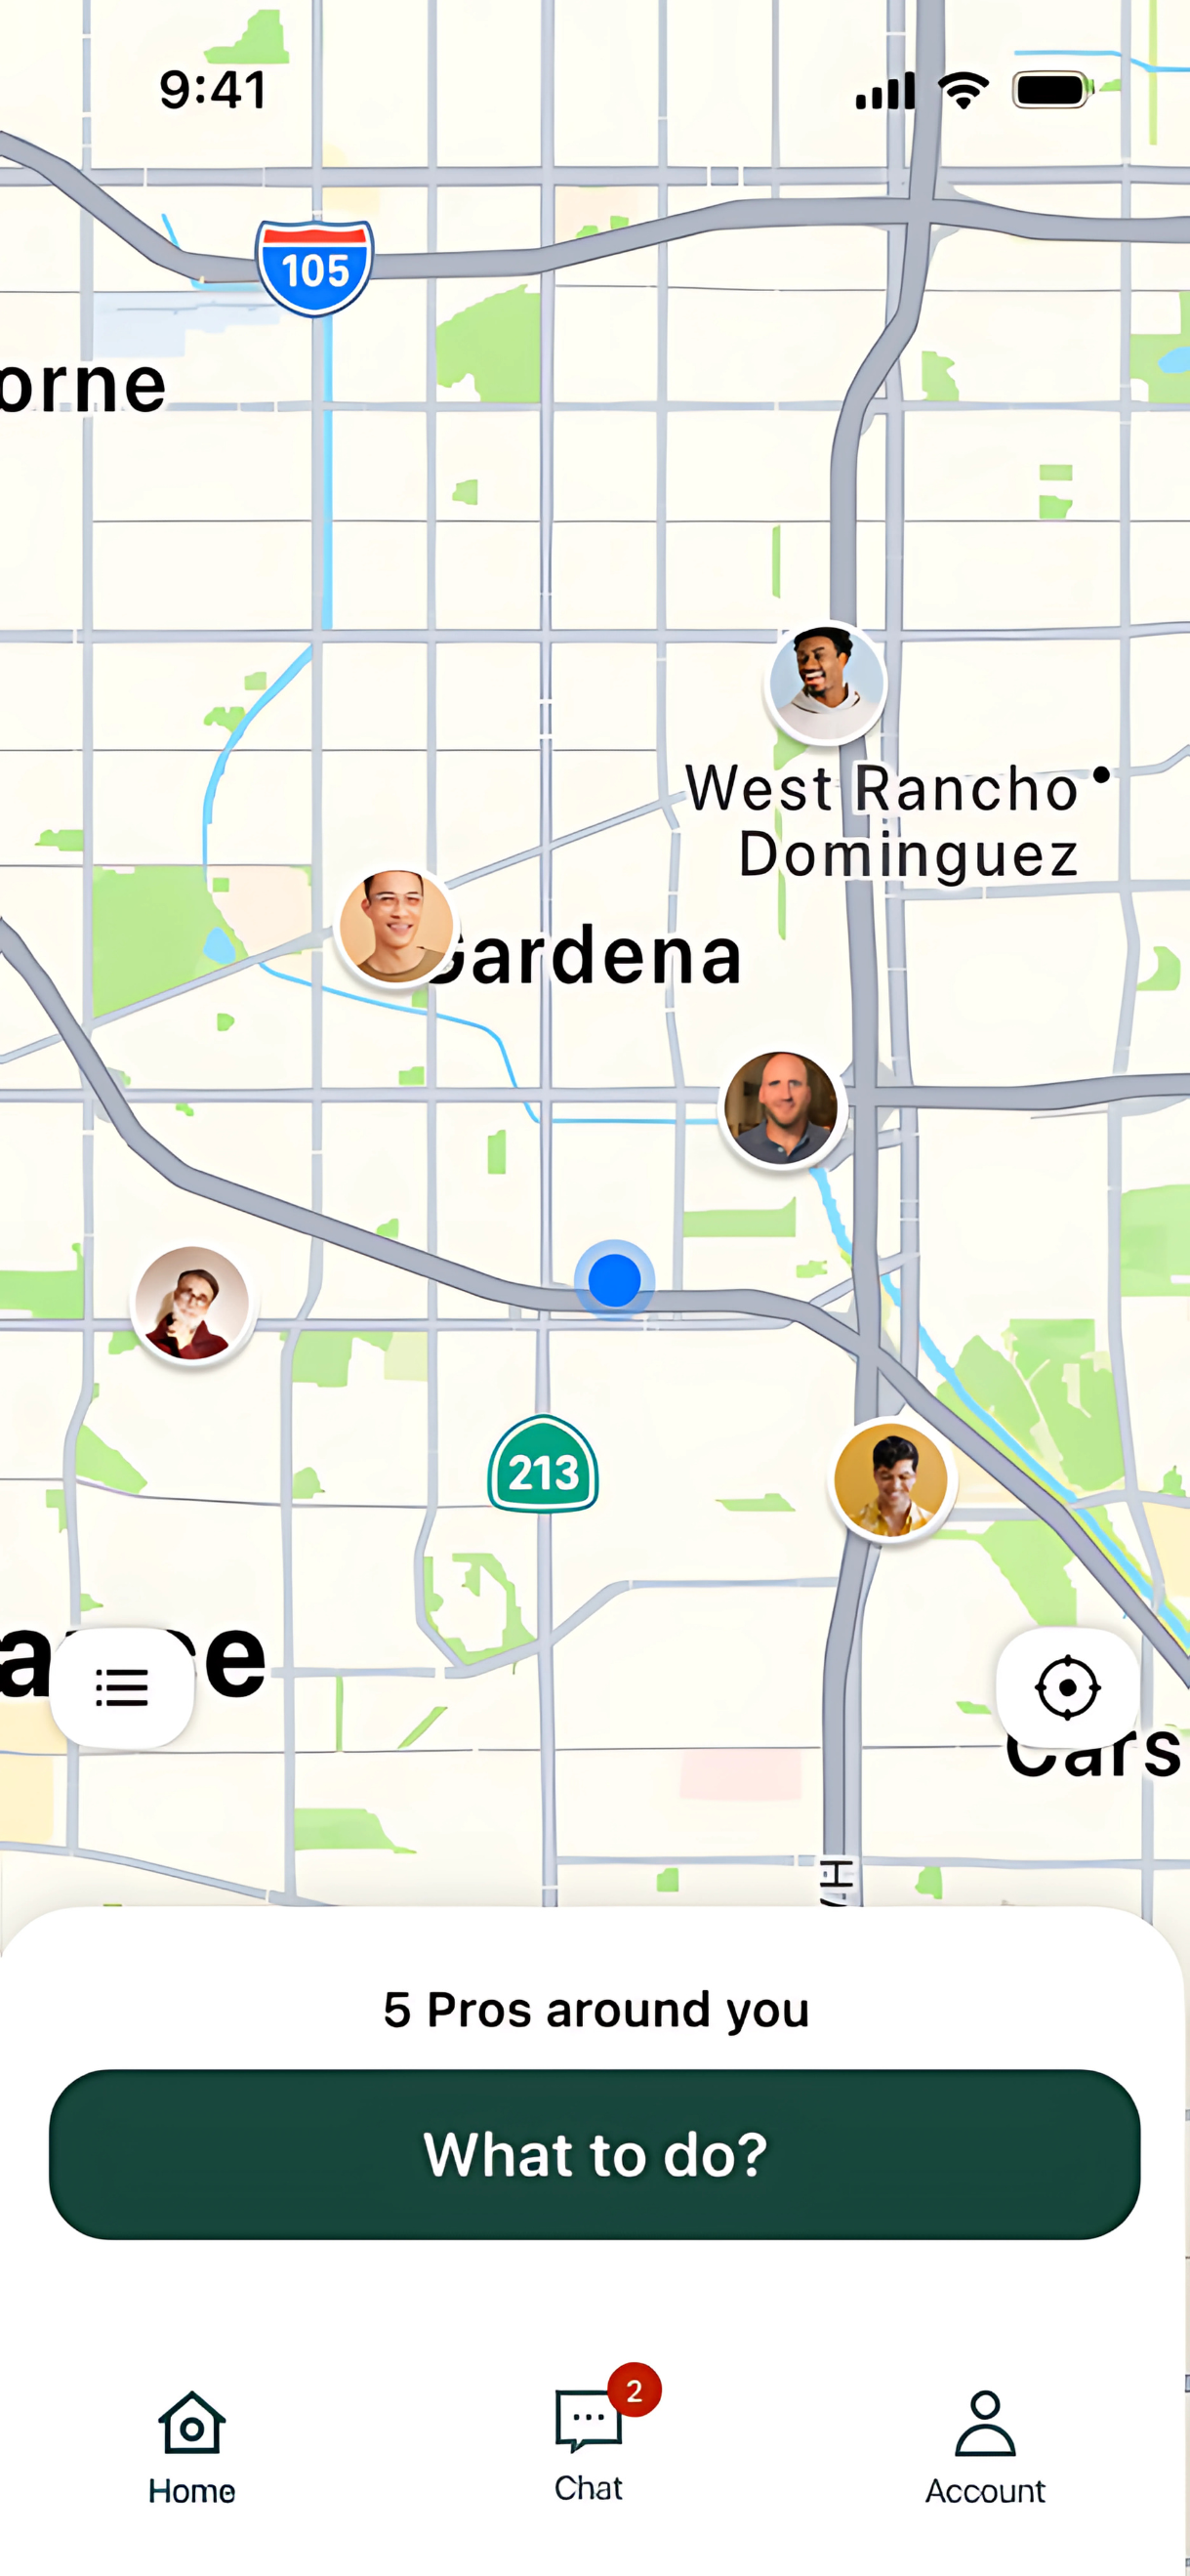 9:41
105
orne
West Rancho
Dominguez
Gardena
213
Cars
5 Pros around you
What to do?
2
Home
Chat
Account